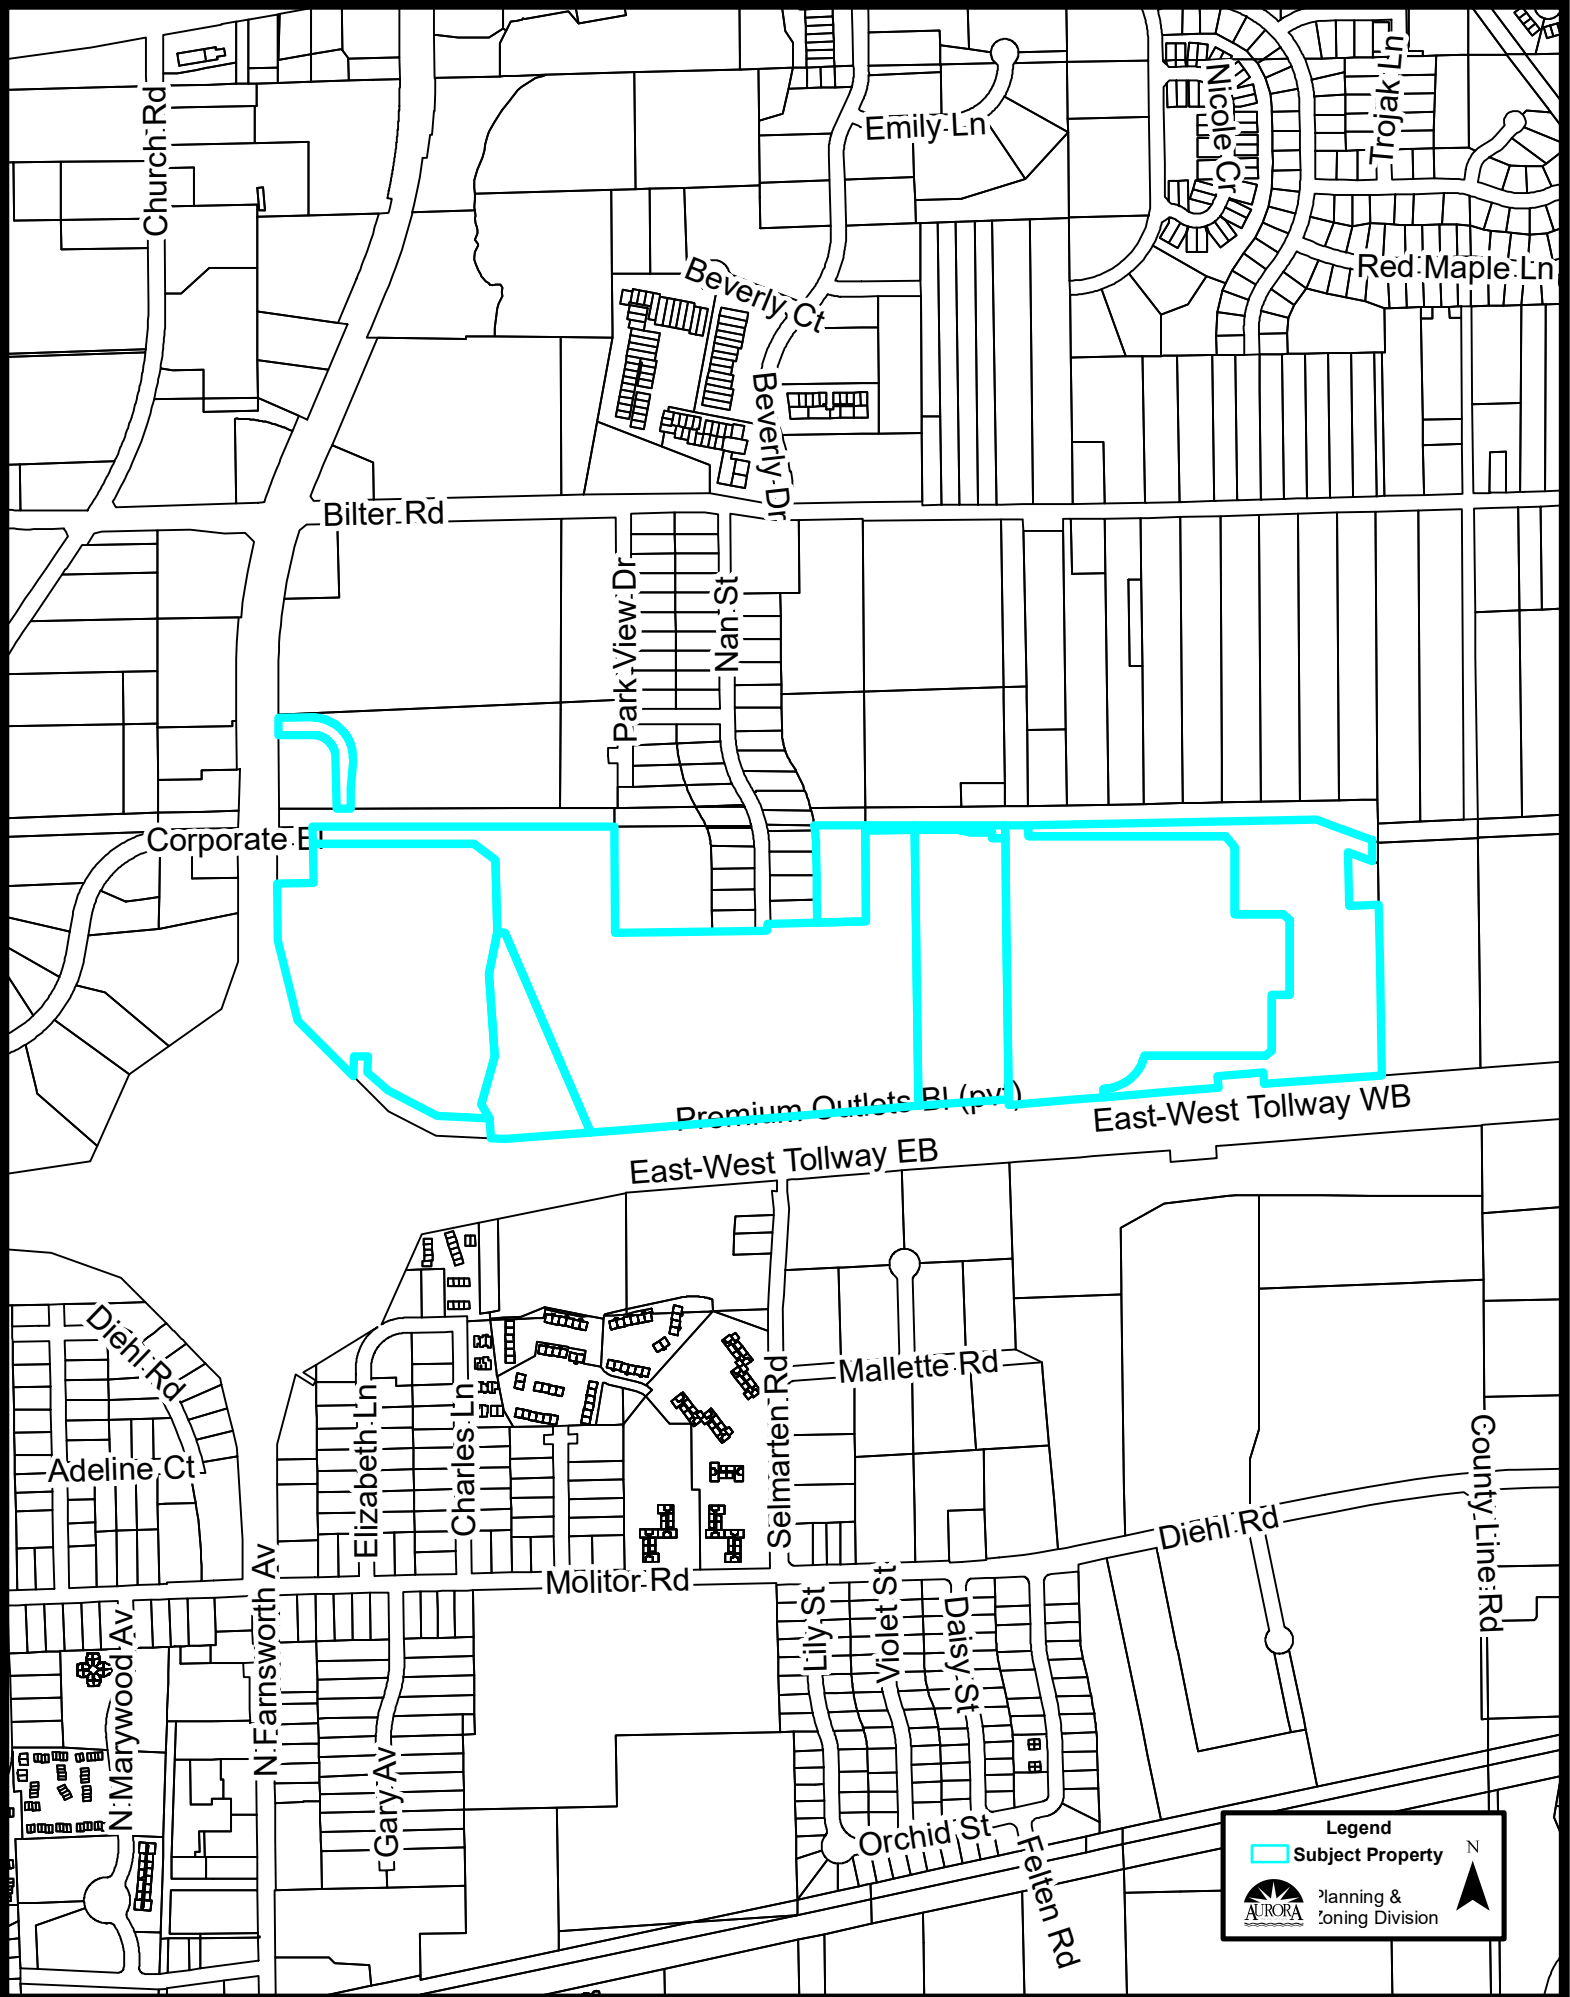 Church Rd
Emily Ln
Nicole Cr
Trojak Ln
Red Maple Ln
Beverly Ct
Beverly Dr
Bilter Rd
Park View Dr
Nan St
Corporate Bl
Premium Outlets Bl (pvt)
East-West Tollway WB
East-West Tollway EB
Diehl Rd
Mallette Rd
Selmarten Rd
Elizabeth Ln
Charles Ln
Adeline Ct
County Line Rd
Diehl Rd
Molitor Rd
N Farnsworth Av
N Marywood Av
Gary Av
Lily St
Violet St
Daisy St
Orchid St
Felten Rd
Legend
Subject Property
N
AURORA
Planning &
Zoning Division